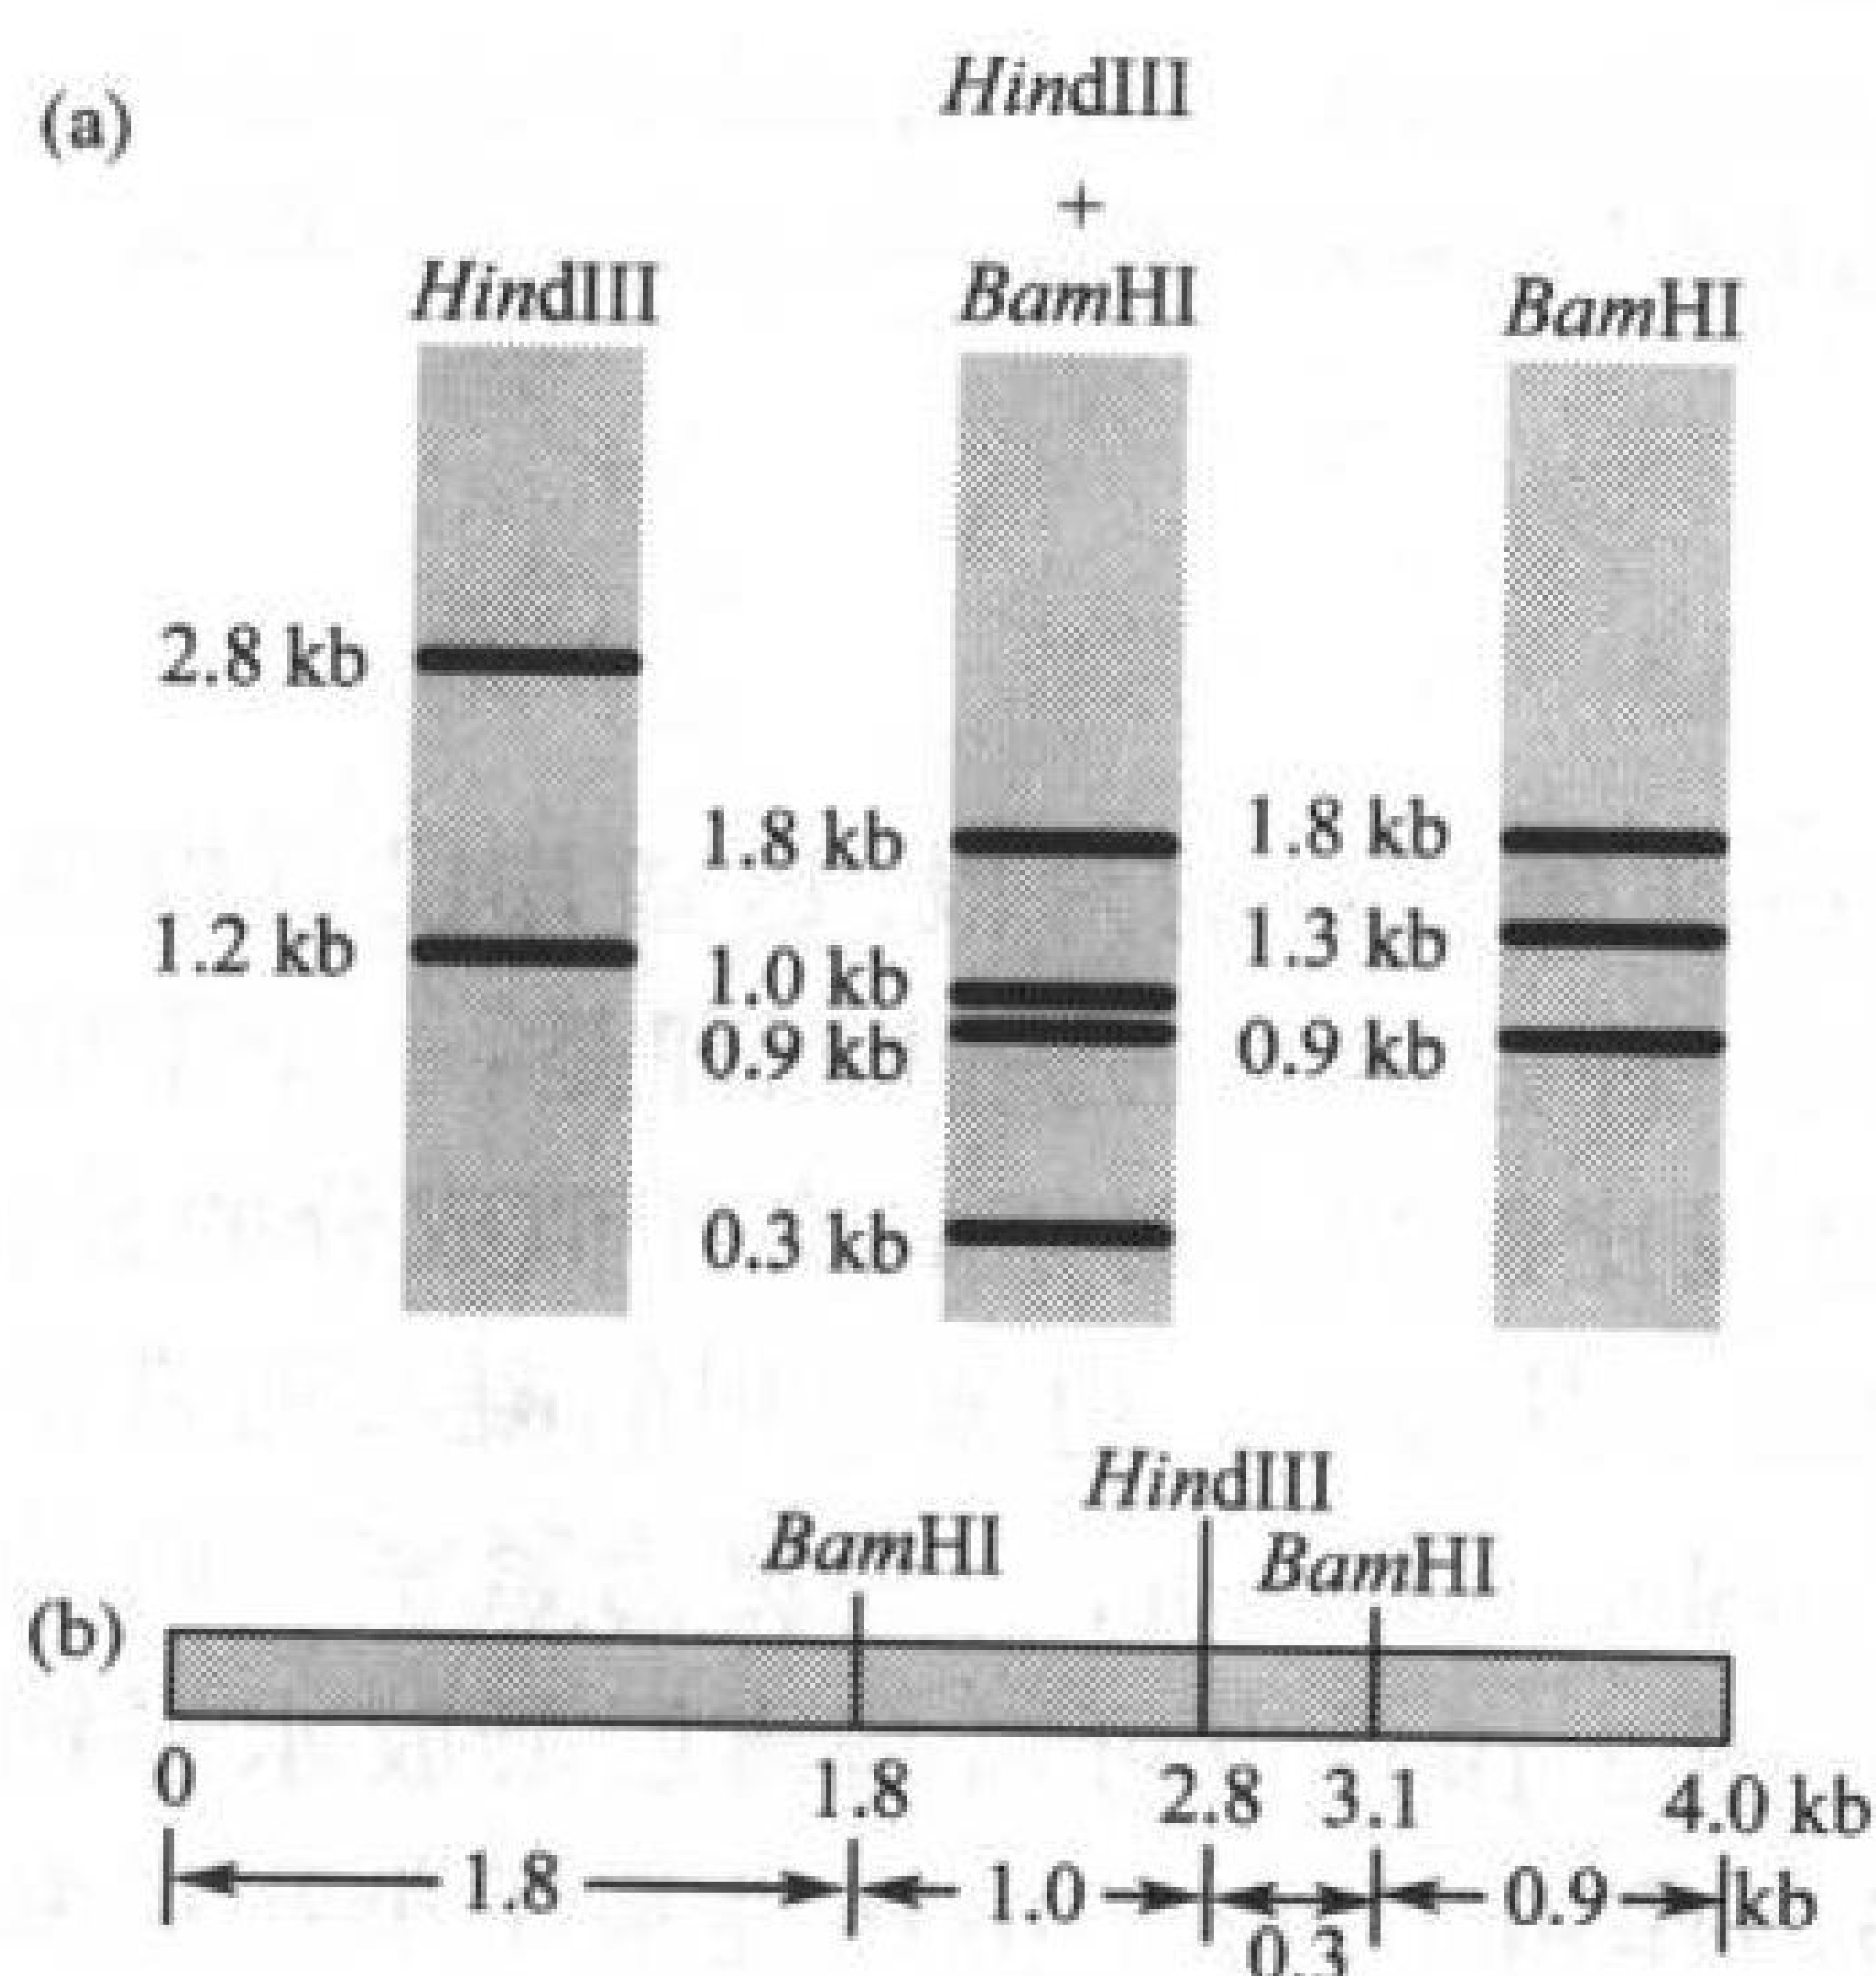 (a)
HindIII
+
HindIII
BamHI
BamHI
2.8 kb
1.2 kb
1.8 kb
1.0 kb
0.9 kb
0.3 kb
1.8 kb
1.3 kb
0.9 kb
(b)
BamHI
HindIII
BamHI
0 1.8 2.8 3.1 4.0 kb
1.8 1.0 0.3 0.9 kb